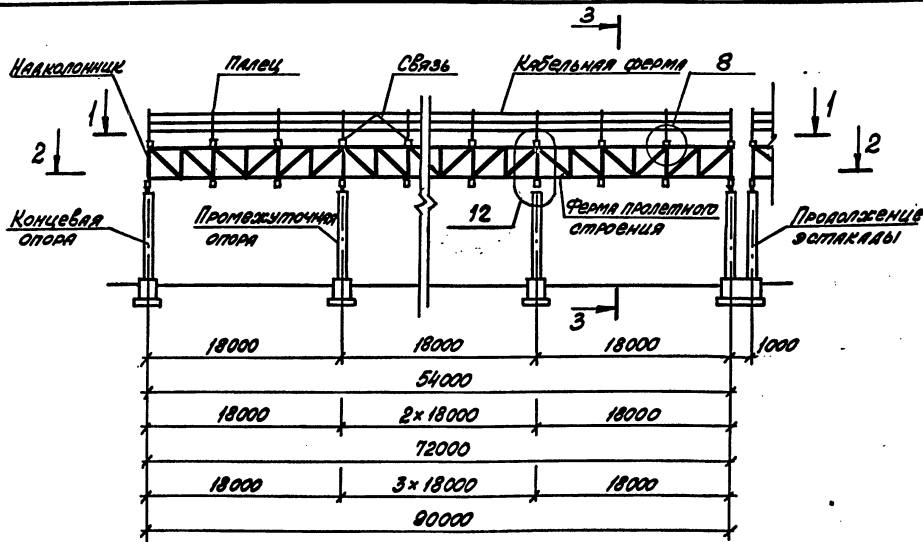 3
Надколонник
Палец
Связь
Кабельная ферма
8
1
1
2
2
Концевая опора
Промежуточная опора
12
Ферма пролетного строения
Продолжение эстакады
3
18000
18000
18000
1000
54000
18000
2×18000
18000
72000
18000
3×18000
18000
90000